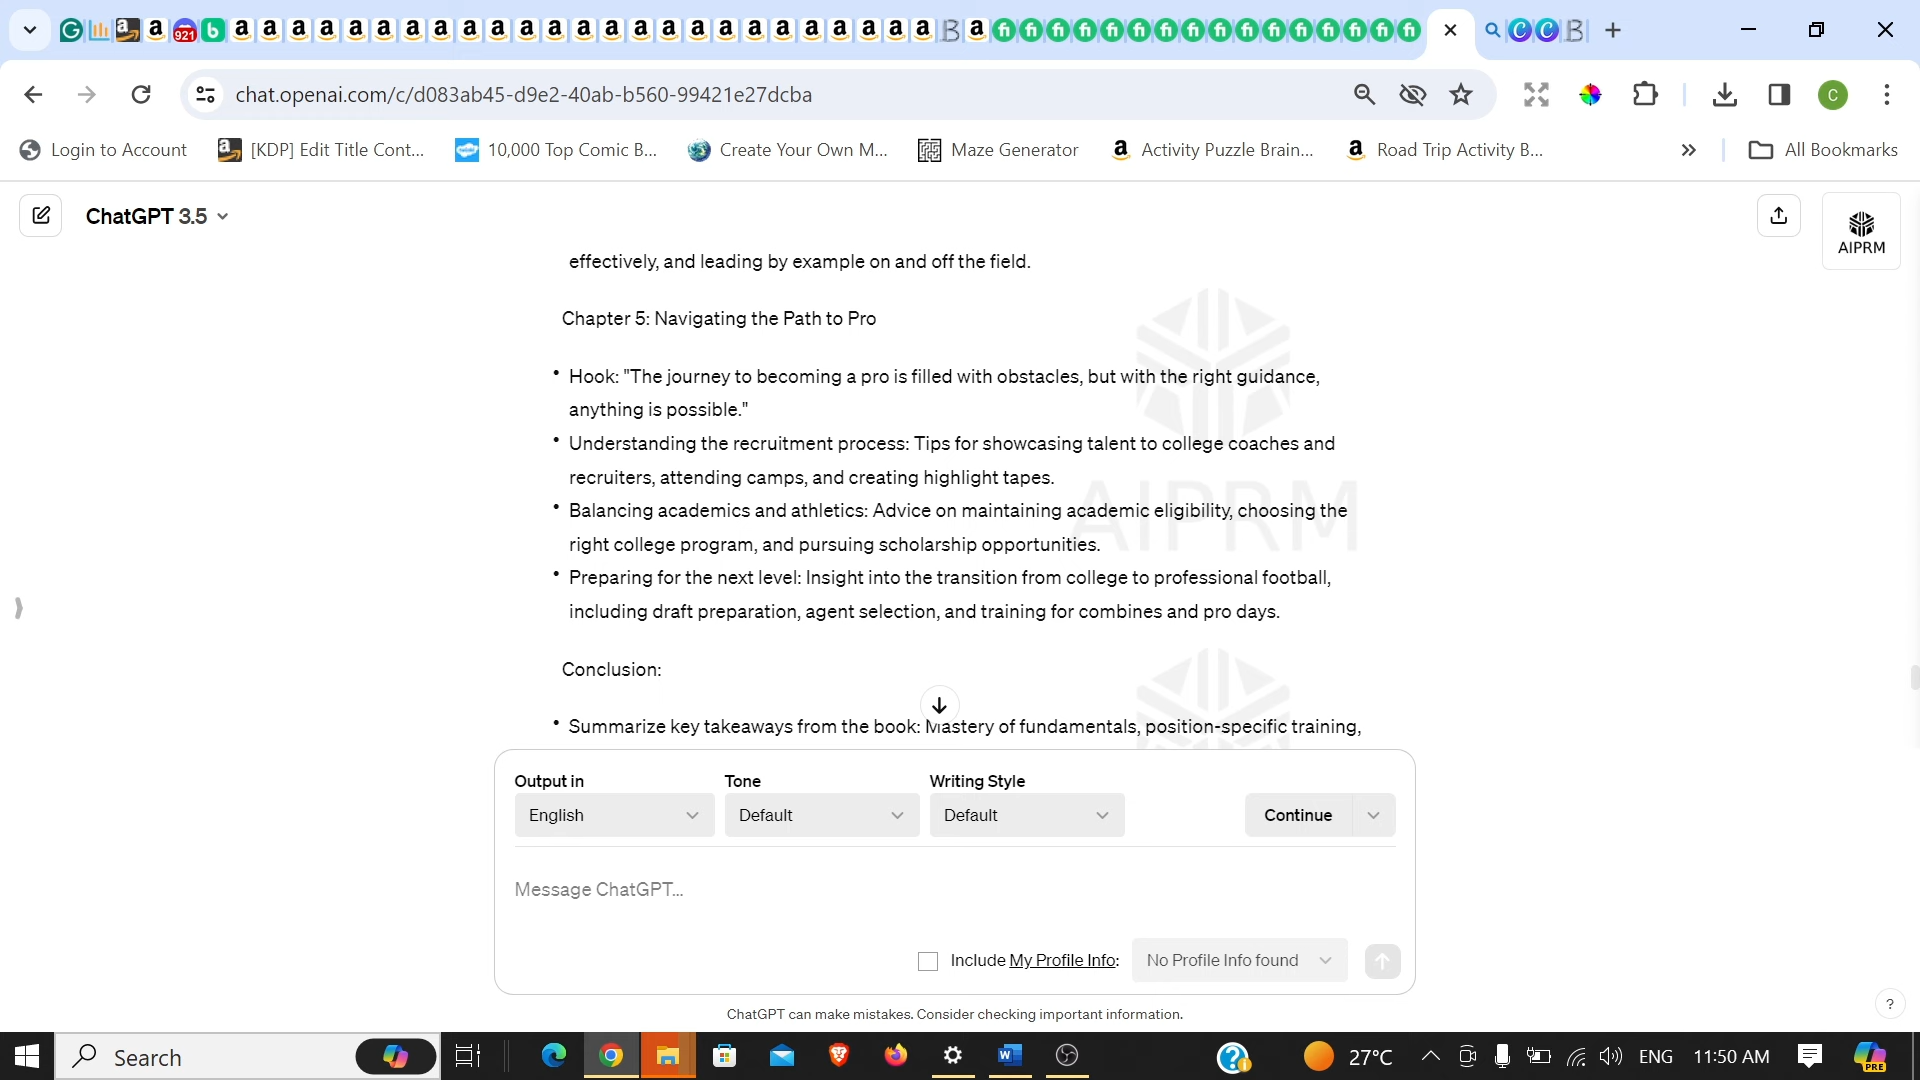 921
chat.openai.com/c/d083ab45-d9e2-40ab-b560-99421e27dcba
C
Login to Account
[KDP] Edit Title Cont...
10,000 Top Comic B...
Create Your Own M...
Maze Generator
Activity Puzzle Brain...
Road Trip Activity B...
All Bookmarks
ChatGPT 3.5
AIPRM
effectively, and leading by example on and off the field.
Chapter 5: Navigating the Path to Pro
• Hook: "The journey to becoming a pro is filled with obstacles, but with the right guidance,
anything is possible."
• Understanding the recruitment process: Tips for showcasing talent to college coaches and
recruiters, attending camps, and creating highlight tapes.
AIPRM
• Balancing academics and athletics: Advice on maintaining academic eligibility, choosing the
right college program, and pursuing scholarship opportunities.
• Preparing for the next level: Insight into the transition from college to professional football,
including draft preparation, agent selection, and training for combines and pro days.
Conclusion:
• Summarize key takeaways from the book: Mastery of fundamentals, position-specific training,
Output in
Tone
Writing Style
English
Default
Default
Continue
Message ChatGPT...
Include My Profile Info:
No Profile Info found
ChatGPT can make mistakes. Consider checking important information.
?
Search
27°C
ENG
11:50 AM
PRE